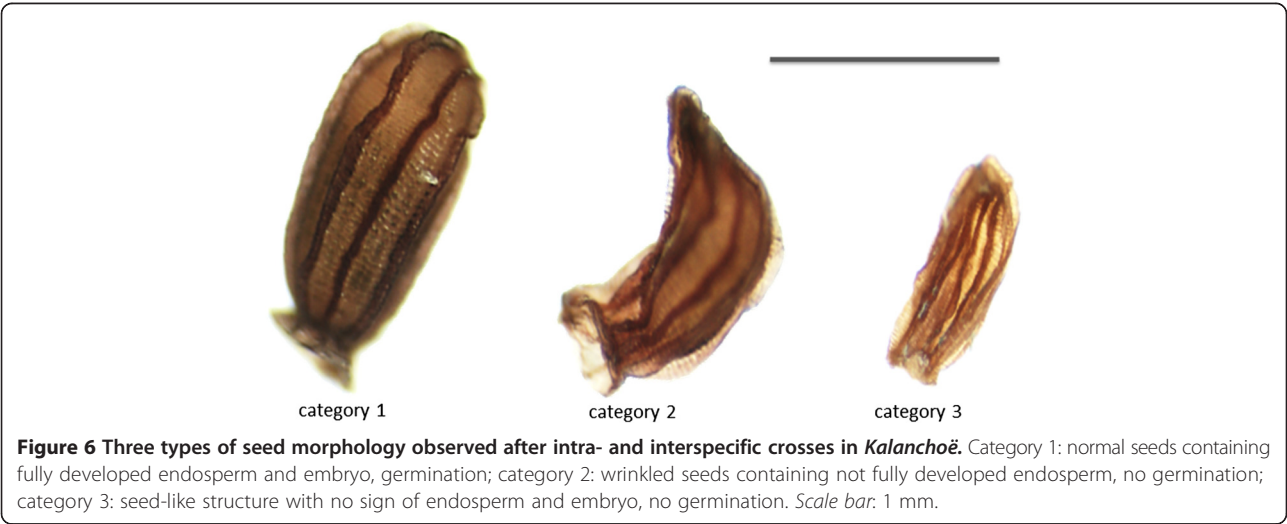 category 1
category 2
category 3
Figure 6 Three types of seed morphology observed after intra- and interspecific crosses in Kalanchoë. Category 1: normal seeds containing
fully developed endosperm and embryo, germination; category 2: wrinkled seeds containing not fully developed endosperm, no germination;
category 3: seed-like structure with no sign of endosperm and embryo, no germination. Scale bar: 1 mm.